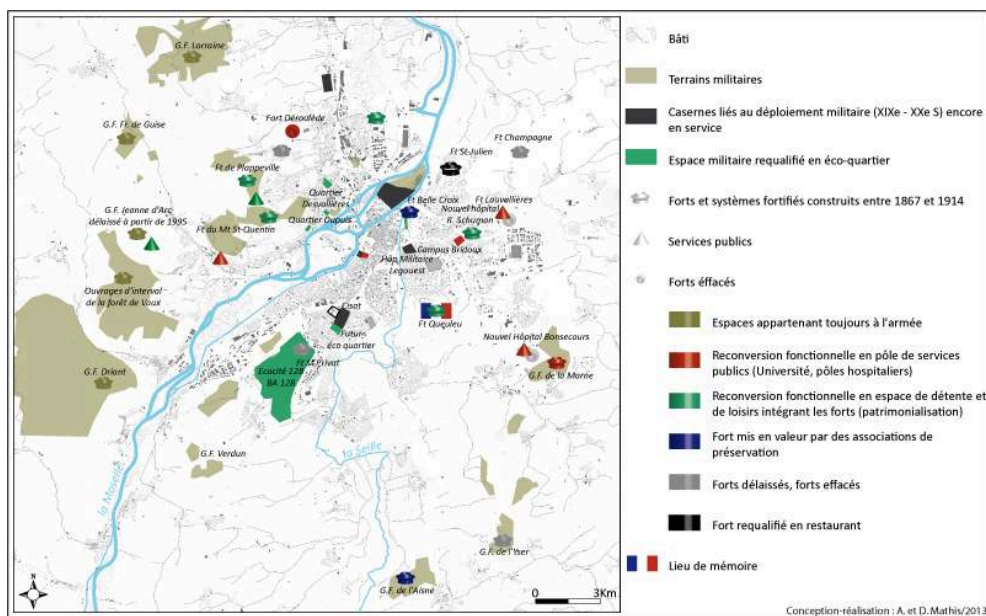 G.F. Lorraine
G.F. Fr. de Guise
Fort Déroulède
Ft Champagne
Ft St-Julien
Ft de Plappeville
Quartier
Desvallières
Ft Belle Croix
Ft Lauvallières
Nouvel hôpital
R. Schuman
G.F. Jeanne d'Arc
délaissé à partir de 1995
Ft du Mt St-Quentin
Quartier Dupuis
Campus Bridoux
Hop Militaire
Legouest
Ouvrages d'interval
de la forêt de Vaux
Cisat
Ft Queuleu
Futurs
éco quartier
Nouvel Hôpital Bonsecours
Ft M Privat
Ecocité 128
BA 128
G.F. de la Marne
G.F. Driant
G.F. Verdun
la Seille
la Moselle
G.F. de l'Yser
G.F. de l'Aisne
N
0 3Km
Bâti
Terrains militaires
Casernes liés au déploiement militaire (XIXe - XXe S) encore
en service
Espace militaire requalifié en éco-quartier
Forts et systèmes fortifiés construits entre 1867 et 1914
Services publics
Forts éffacés
Espaces appartenant toujours à l'armée
Reconversion fonctionnelle en pôle de services
publics (Université, pôles hospitaliers)
Reconversion fonctionnelle en espace de détente et
de loisirs intégrant les forts (patrimonialisation)
Fort mis en valeur par des associations de
préservation
Forts délaissés, forts effacés
Fort requalifié en restaurant
Lieu de mémoire
Conception-réalisation : A. et D. Mathis/2013